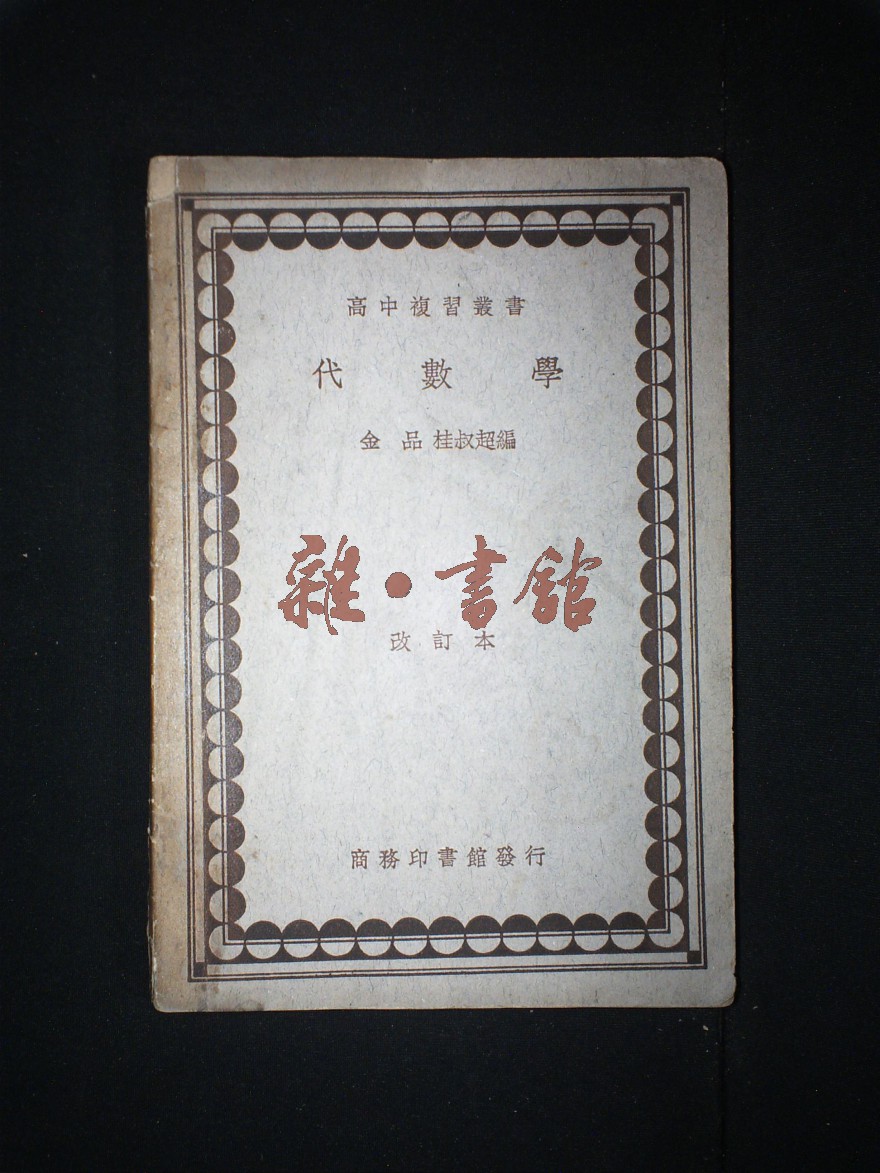 高中複習叢書
代數學
金品 桂叔超編
雜·書館
改訂本
商務印書館發行